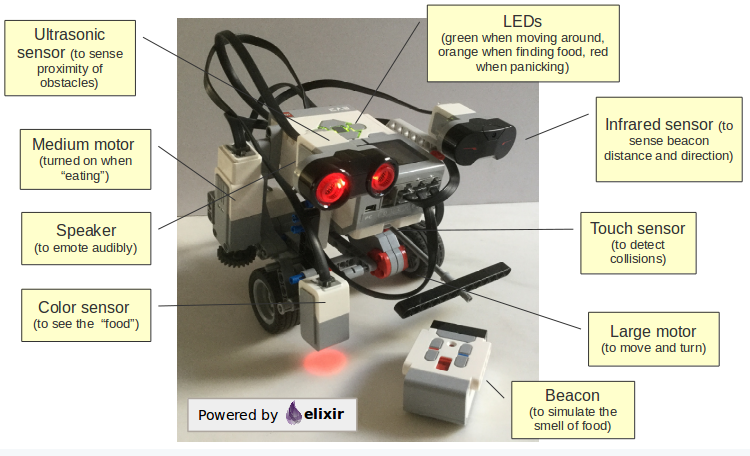 Ultrasonic
sensor (to sense
proximity of
obstacles)
LEDs
(green when moving around,
orange when finding food, red
when panicking)
Medium motor
(turned on when
“eating”)
Infrared sensor (to
sense beacon
distance and direction)
Speaker
(to emote audibly)
Touch sensor
(to detect
collisions)
Color sensor
(to see the “food”)
Large motor
(to move and turn)
Beacon
(to simulate the
smell of food)
Powered by elixir